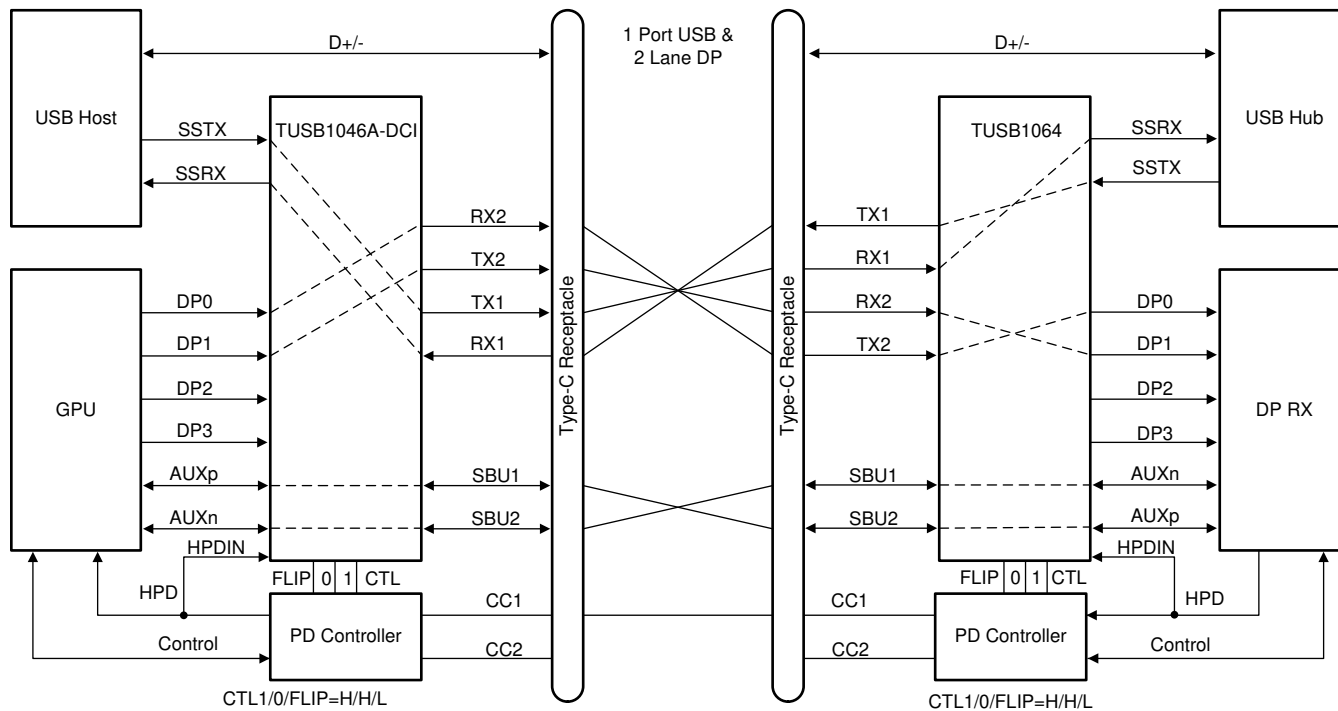 D+/-
1 Port USB &
2 Lane DP
D+/-
USB Host
TUSB1046A-DCI
TUSB1064
USB Hub
SSTX
SSRX
SSRX
SSTX
RX2
TX2
TX1
RX1
Type-C Receptacle
Type-C Receptacle
TX1
RX1
RX2
TX2
GPU
DP0
DP1
DP2
DP3
AUXp
AUXn
SBU1
SBU2
SBU1
SBU2
DP0
DP1
DP2
DP3
AUXn
AUXp
DP RX
HPDIN
FLIP 0 1 CTL
HPD
Control
PD Controller
CC1
CC2
CTL1/0/FLIP=H/H/L
CC1
CC2
HPDIN
FLIP 0 1 CTL
HPD
Control
PD Controller
CTL1/0/FLIP=H/H/L